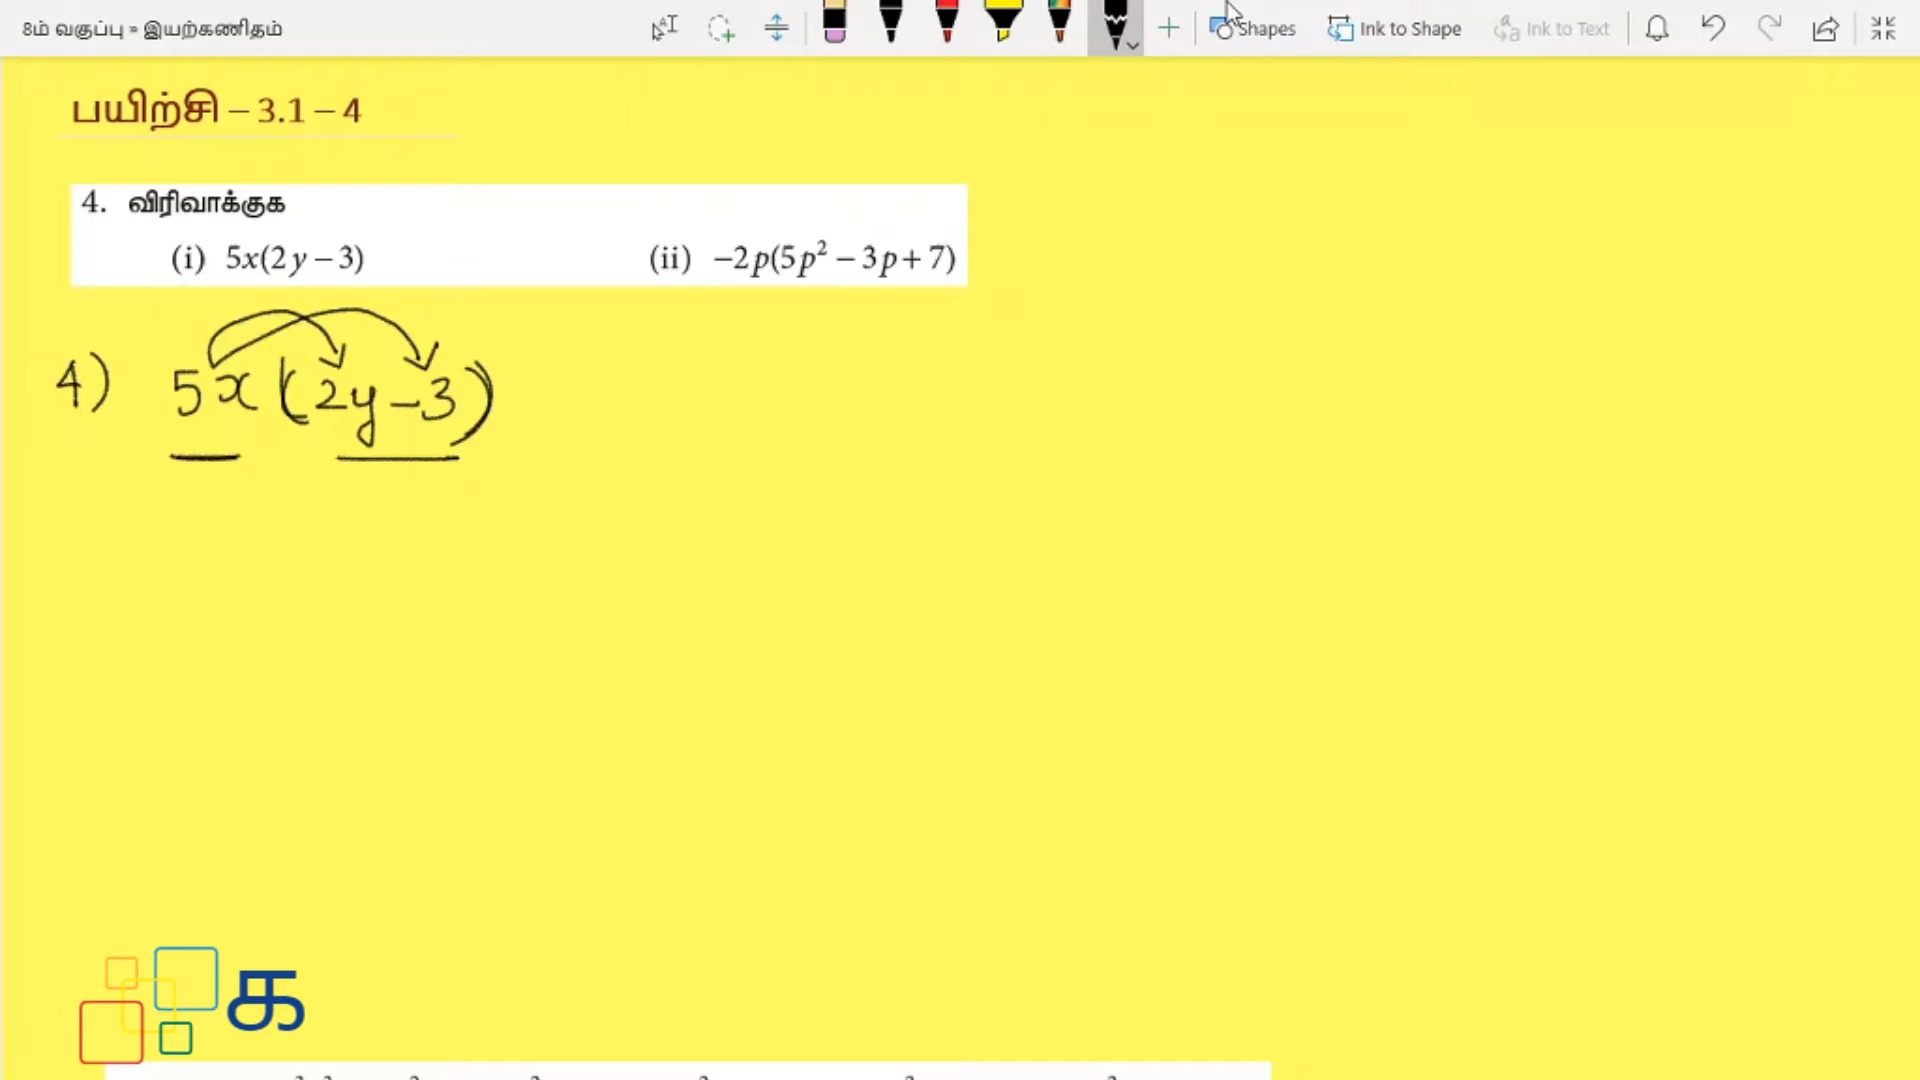 8ம் வகுப்பு » இயற்கணிதம்
Shapes
Ink to Shape
Ink to Text
பயிற்சி – 3.1 – 4
4. விரிவாக்குக
(i) 5x(2y – 3) (ii) –2p(5p² – 3p + 7)
4) 5x (2y – 3)
க